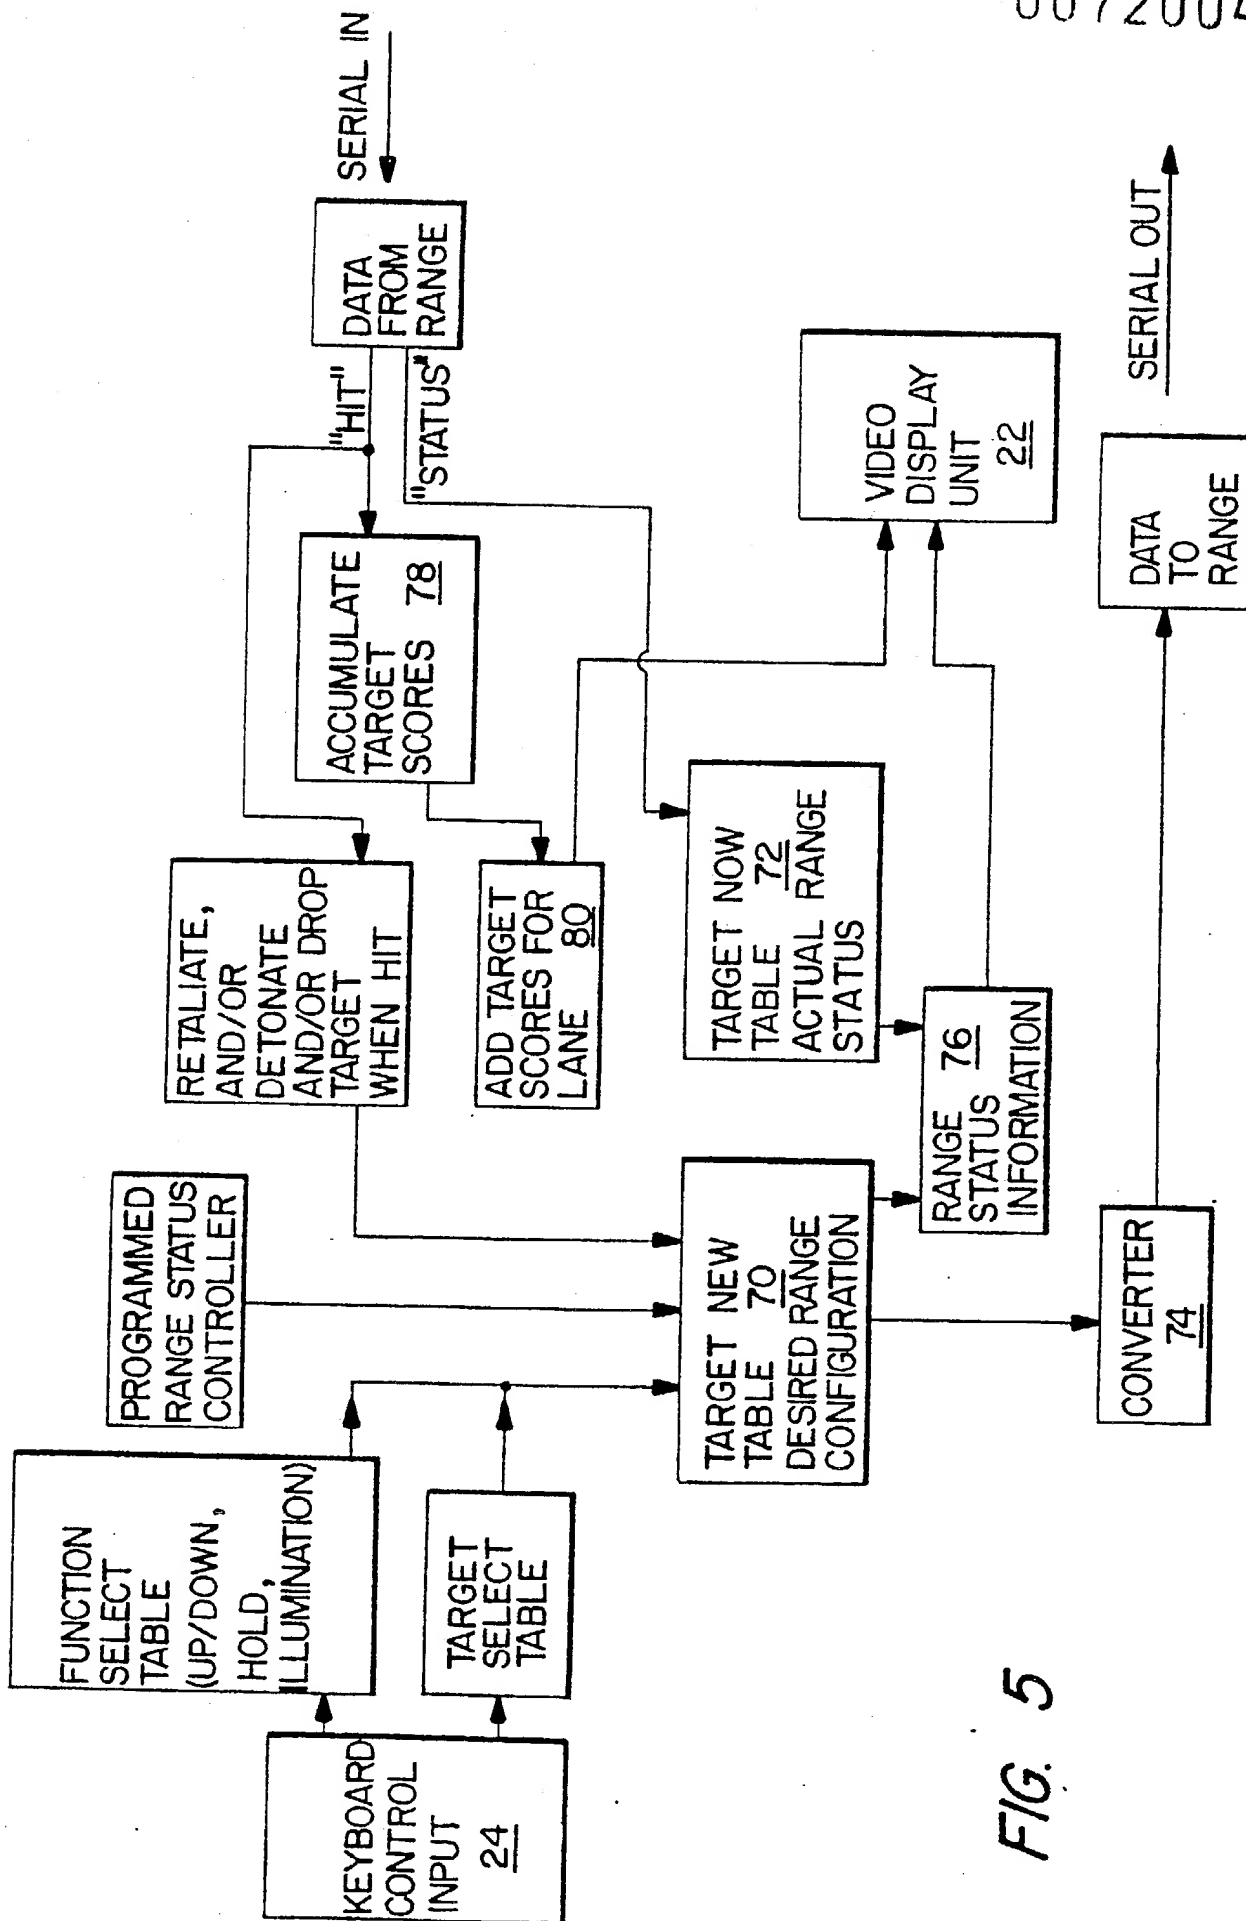 0072004
KEYBOARD
CONTROL
INPUT
24
FUNCTION
SELECT
TABLE
(UP/DOWN,
HOLD,
ILLUMINATION)
TARGET
SELECT
TABLE
PROGRAMMED
RANGE STATUS
CONTROLLER
RETALIATE,
AND/OR
DETONATE
AND/OR DROP
TARGET
WHEN HIT
ADD TARGET
SCORES FOR
LANE 80
ACCUMULATE
TARGET
SCORES 78
"HIT"
"STATUS"
DATA
FROM
RANGE
SERIAL IN
TARGET NEW
TABLE 70
DESIRED RANGE
CONFIGURATION
TARGET NOW
TABLE 72
ACTUAL RANGE
STATUS
RANGE 76
STATUS
INFORMATION
VIDEO
DISPLAY
UNIT
22
CONVERTER
74
DATA
TO
RANGE
SERIAL OUT
FIG. 5